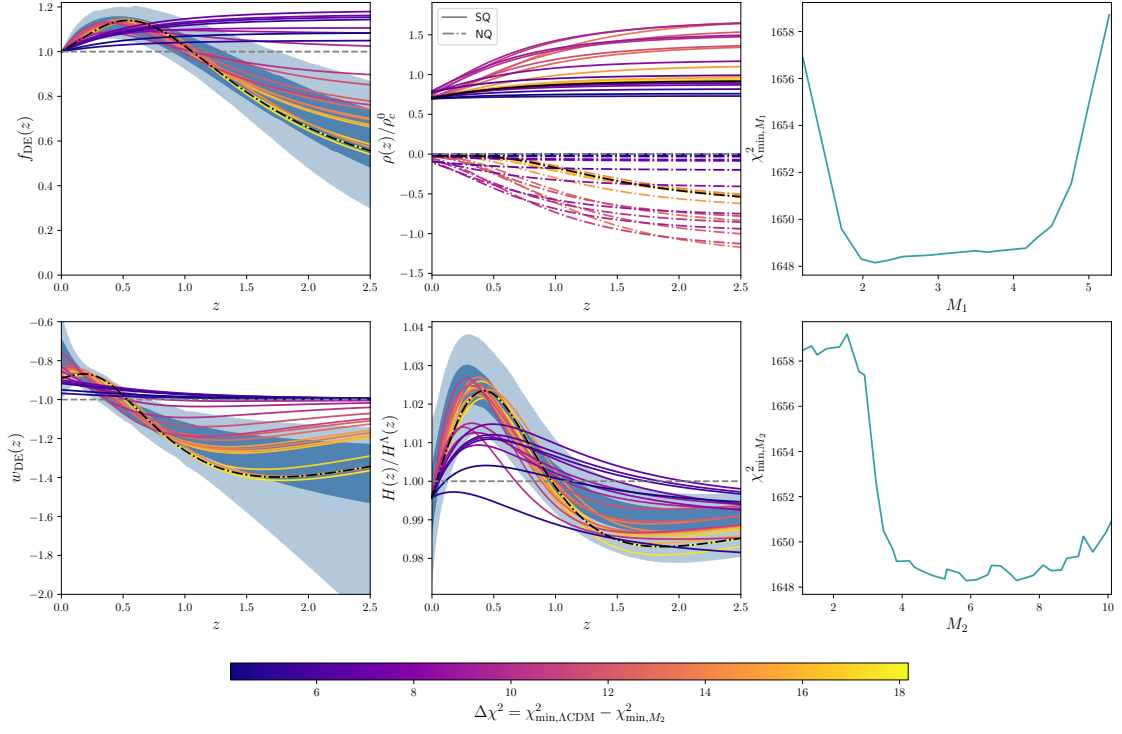 1.2
1.0
0.8
0.6
0.4
0.2
0.0
f_DE(z)
0.0 0.5 1.0 1.5 2.0 2.5
z
SQ
NQ
1.5
1.0
0.5
0.0
−0.5
−1.0
−1.5
ρ(z)/ρ_c^0
0.0 0.5 1.0 1.5 2.0 2.5
z
1658
1656
1654
1652
1650
1648
χ²_min,M₁
2 3 4 5
M₁
−0.6
−0.8
−1.0
−1.2
−1.4
−1.6
−1.8
−2.0
w_DE(z)
0.0 0.5 1.0 1.5 2.0 2.5
z
1.04
1.03
1.02
1.01
1.00
0.99
0.98
H(z)/H^Λ(z)
0.0 0.5 1.0 1.5 2.0 2.5
z
1658
1656
1654
1652
1650
1648
χ²_min,M₂
2 4 6 8 10
M₂
6 8 10 12 14 16 18
Δχ² = χ²_min,ΛCDM − χ²_min,M₂